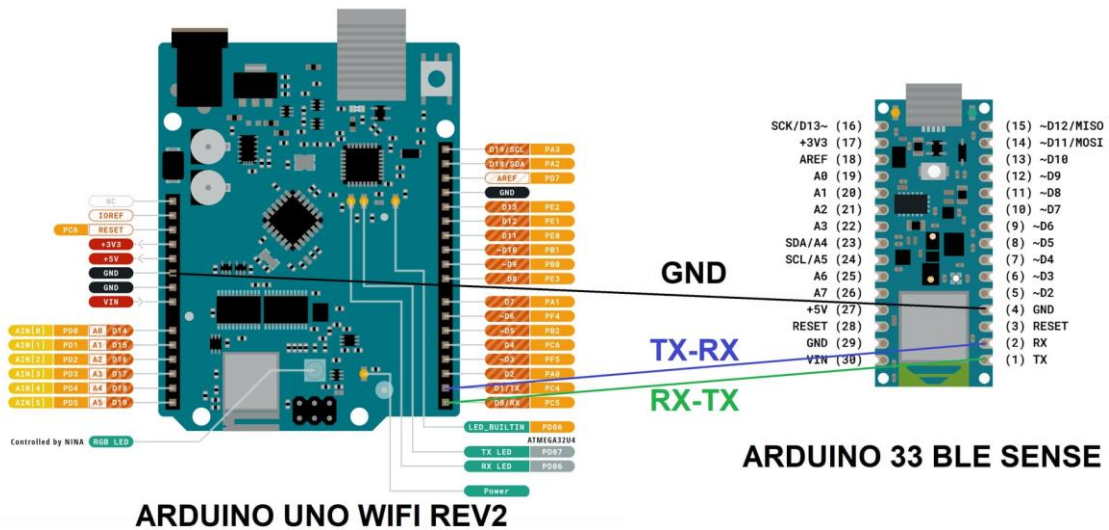 NC
IOREF
PC6 RESET
+3V3
+5V
GND
GND
VIN
AIN[0] PD0 A0 D14
AIN[1] PD1 A1 D15
AIN[2] PD2 A2 D16
AIN[3] PD3 A3 D17
AIN[4] PD4 A4 D18
AIN[5] PD5 A5 D19
Controlled by NINA RGB LED
D19/SCL PA3
D18/SDA PA2
AREF PD7
GND
D13 PE2
D12 PE1
D11 PE0
~D10 PB1
~D9 PB0
D8 PE3
D7 PA1
~D6 PF4
~D5 PB2
D4 PC6
~D3 PF5
D2 PA0
D1/TX PC4
D0/RX PC5
LED_BUILTIN PD06
ATMEGA32U4
TX LED PD07
RX LED PD06
Power
ARDUINO UNO WIFI REV2
GND
TX-RX
RX-TX
SCK/D13~ (16)
+3V3 (17)
AREF (18)
A0 (19)
A1 (20)
A2 (21)
A3 (22)
SDA/A4 (23)
SCL/A5 (24)
A6 (25)
A7 (26)
+5V (27)
RESET (28)
GND (29)
VIN (30)
(15) ~D12/MISO
(14) ~D11/MOSI
(13) ~D10
(12) ~D9
(11) ~D8
(10) ~D7
(9) ~D6
(8) ~D5
(7) ~D4
(6) ~D3
(5) ~D2
(4) GND
(3) RESET
(2) RX
(1) TX
ARDUINO 33 BLE SENSE